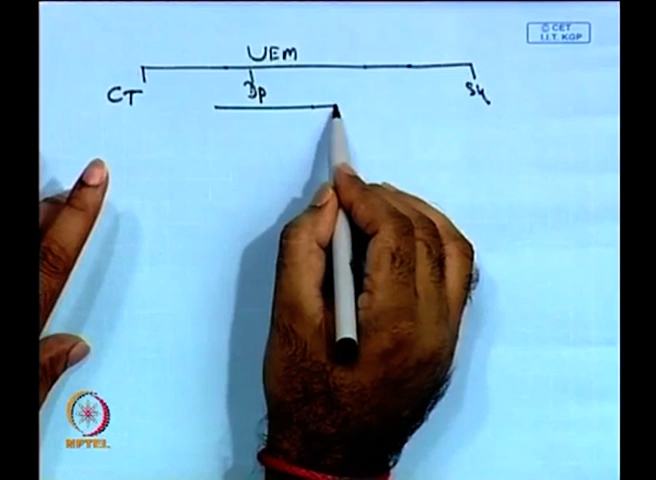 © CET
I.I.T. KGP
UEM
CT Dp Sy
NPTEL